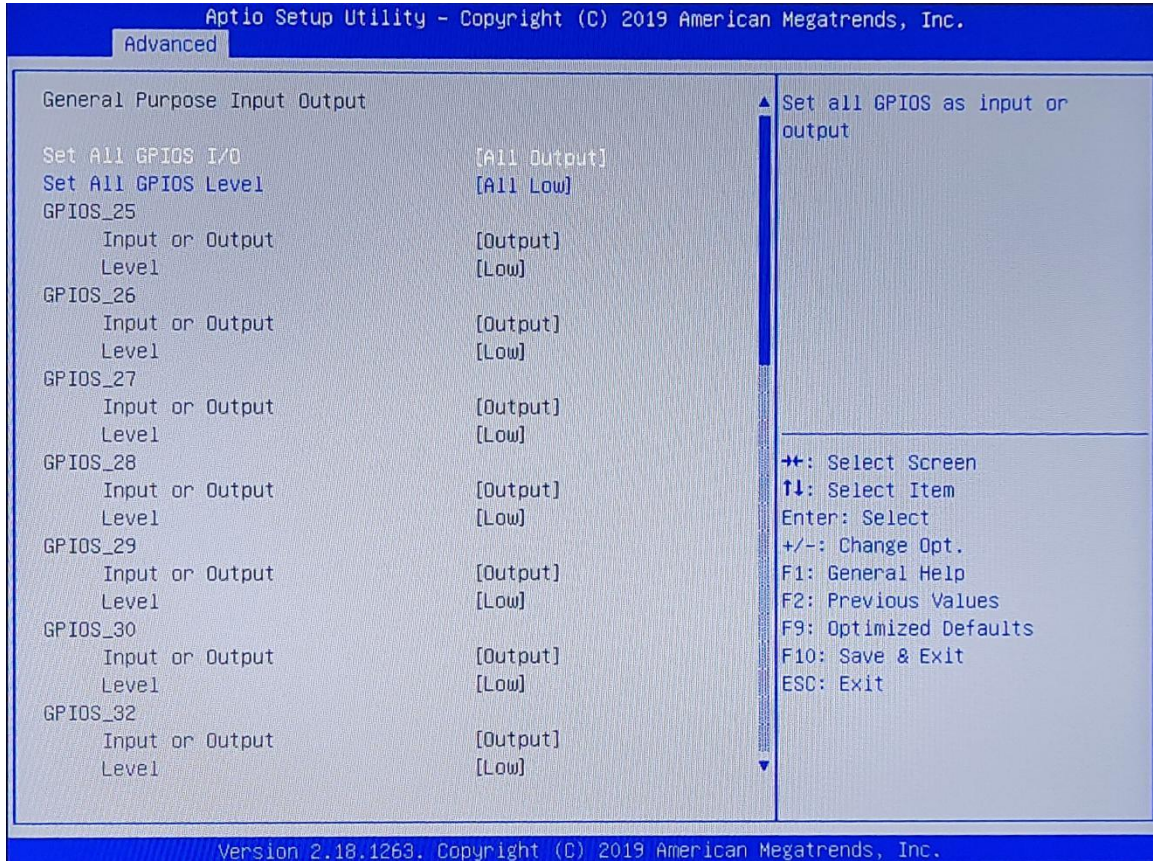 Aptio Setup Utility – Copyright (C) 2019 American Megatrends, Inc.
Advanced
General Purpose Input Output
Set All GPIOS I/O [All Output]
Set All GPIOS Level [All Low]
GPIOS_25
Input or Output [Output]
Level [Low]
GPIOS_26
Input or Output [Output]
Level [Low]
GPIOS_27
Input or Output [Output]
Level [Low]
GPIOS_28
Input or Output [Output]
Level [Low]
GPIOS_29
Input or Output [Output]
Level [Low]
GPIOS_30
Input or Output [Output]
Level [Low]
GPIOS_32
Input or Output [Output]
Level [Low]
Set all GPIOS as input or
output
→←: Select Screen
↑↓: Select Item
Enter: Select
+/-: Change Opt.
F1: General Help
F2: Previous Values
F9: Optimized Defaults
F10: Save & Exit
ESC: Exit
Version 2.18.1263. Copyright (C) 2019 American Megatrends, Inc.